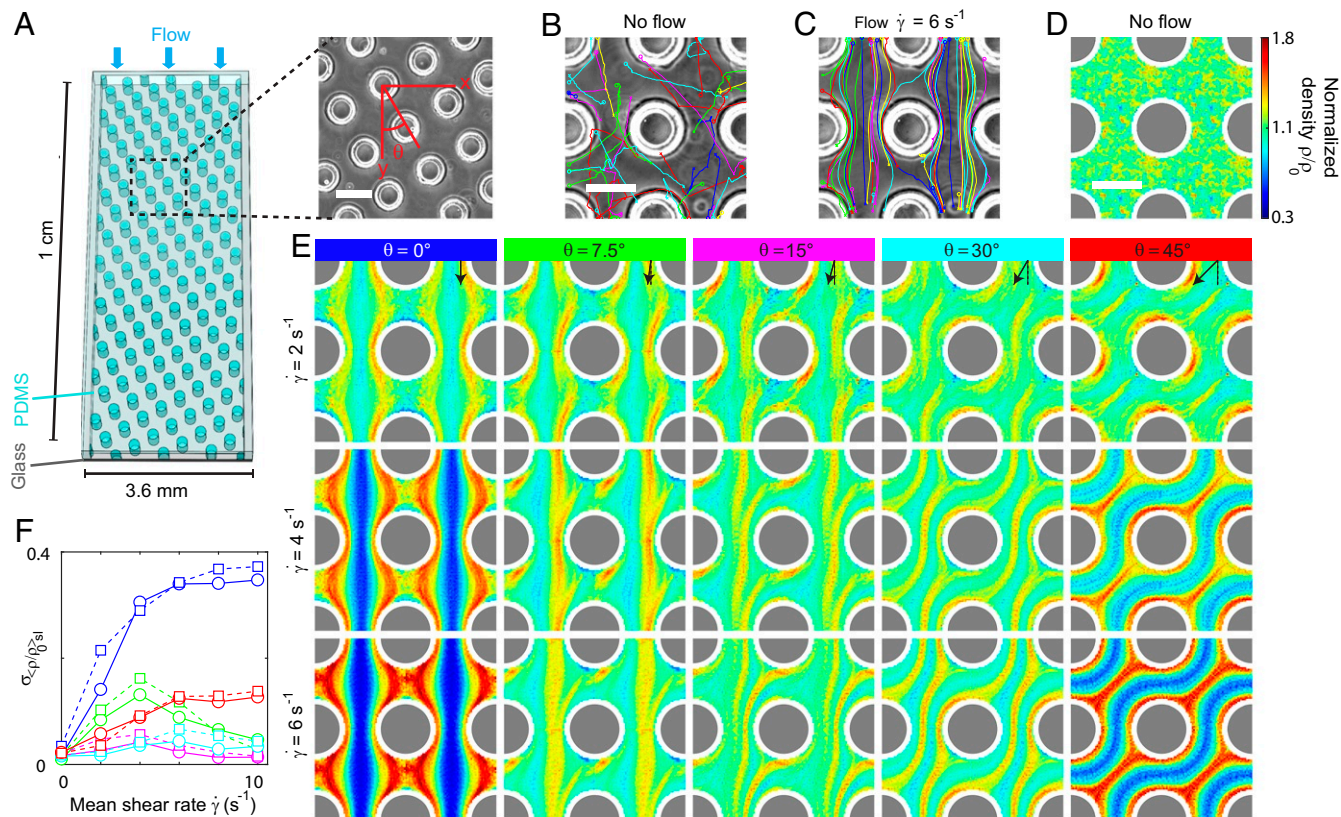 A
Flow
1 cm
PDMS
Glass
3.6 mm
x
y
θ
B
No flow
C
Flow γ̇ = 6 s⁻¹
D
No flow
1.8
1.1
0.3
Normalized
density ρ/ρ₀
E
θ = 0°
θ = 7.5°
θ = 15°
θ = 30°
θ = 45°
γ̇ = 2 s⁻¹
γ̇ = 4 s⁻¹
γ̇ = 6 s⁻¹
F
0.4
σ<ρ/ρ₀>sl
0
0
10
Mean shear rate γ̇ (s⁻¹)